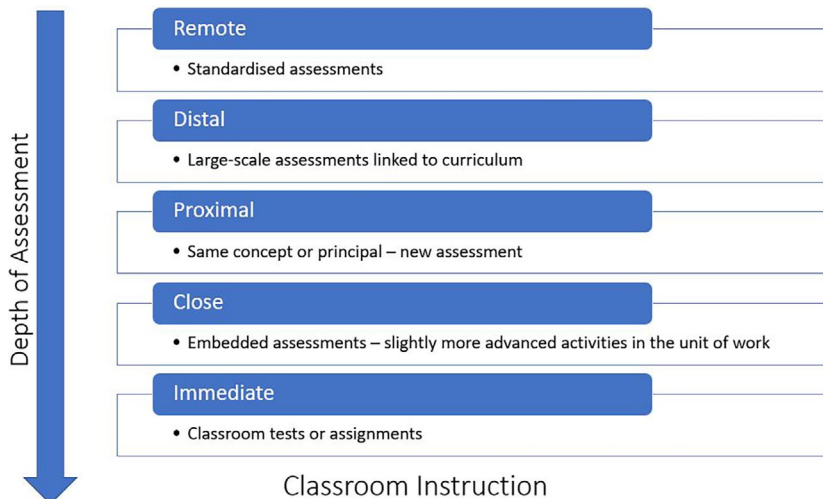 Depth of Assessment
Remote
• Standardised assessments
Distal
• Large-scale assessments linked to curriculum
Proximal
• Same concept or principal – new assessment
Close
• Embedded assessments – slightly more advanced activities in the unit of work
Immediate
• Classroom tests or assignments
Classroom Instruction